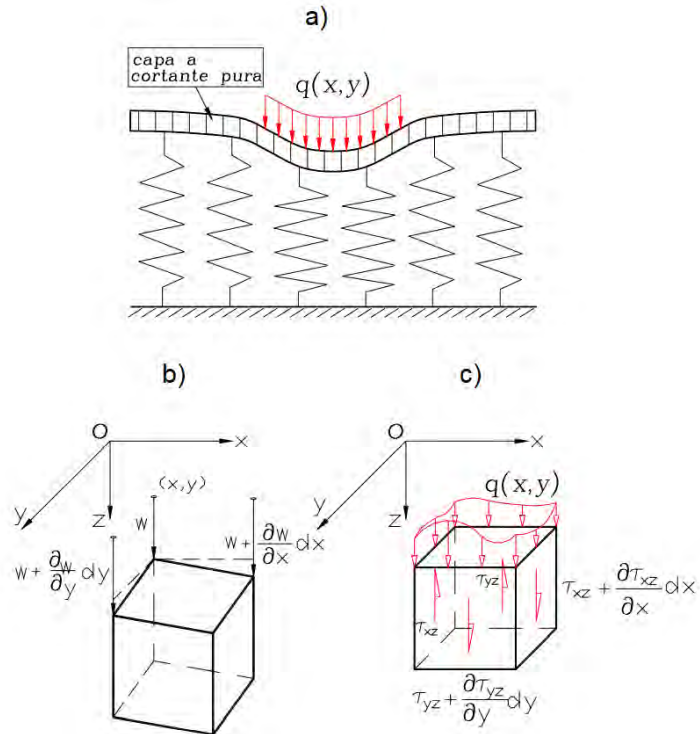 a)
capa a
cortante pura
q(x,y)
b)
c)
O
x
y
z
(x,y)
w
w + ∂w/∂x dx
w + ∂w/∂y dy
O
x
y
z
q(x,y)
τyz
τxz
τxz + ∂τxz/∂x dx
τyz + ∂τyz/∂y dy